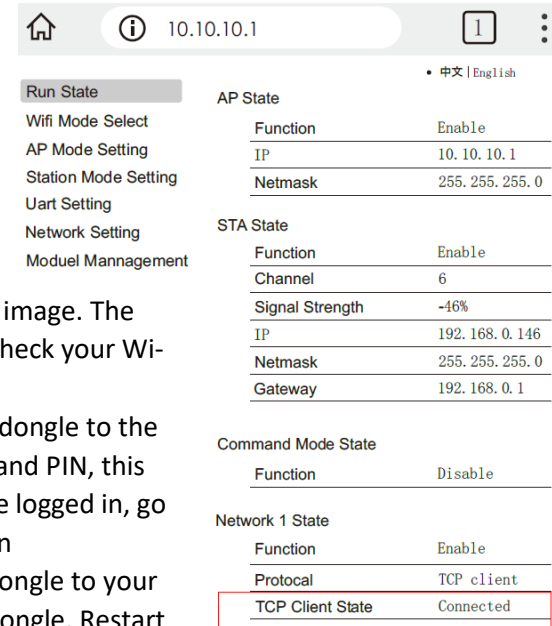 10.10.10.1
1
• 中文 | English
Run State
Wifi Mode Select
AP Mode Setting
Station Mode Setting
Uart Setting
Network Setting
Moduel Mannagement
AP State
Function Enable
IP 10.10.10.1
Netmask 255.255.255.0
STA State
Function Enable
Channel 6
Signal Strength -46%
IP 192.168.0.146
Netmask 255.255.255.0
Gateway 192.168.0.1
Command Mode State
Function Disable
Network 1 State
Function Enable
Protocal TCP client
TCP Client State Connected
image. The
heck your Wi-
dongle to the
and PIN, this
e logged in, go
n
ongle to your
ongle. Restart